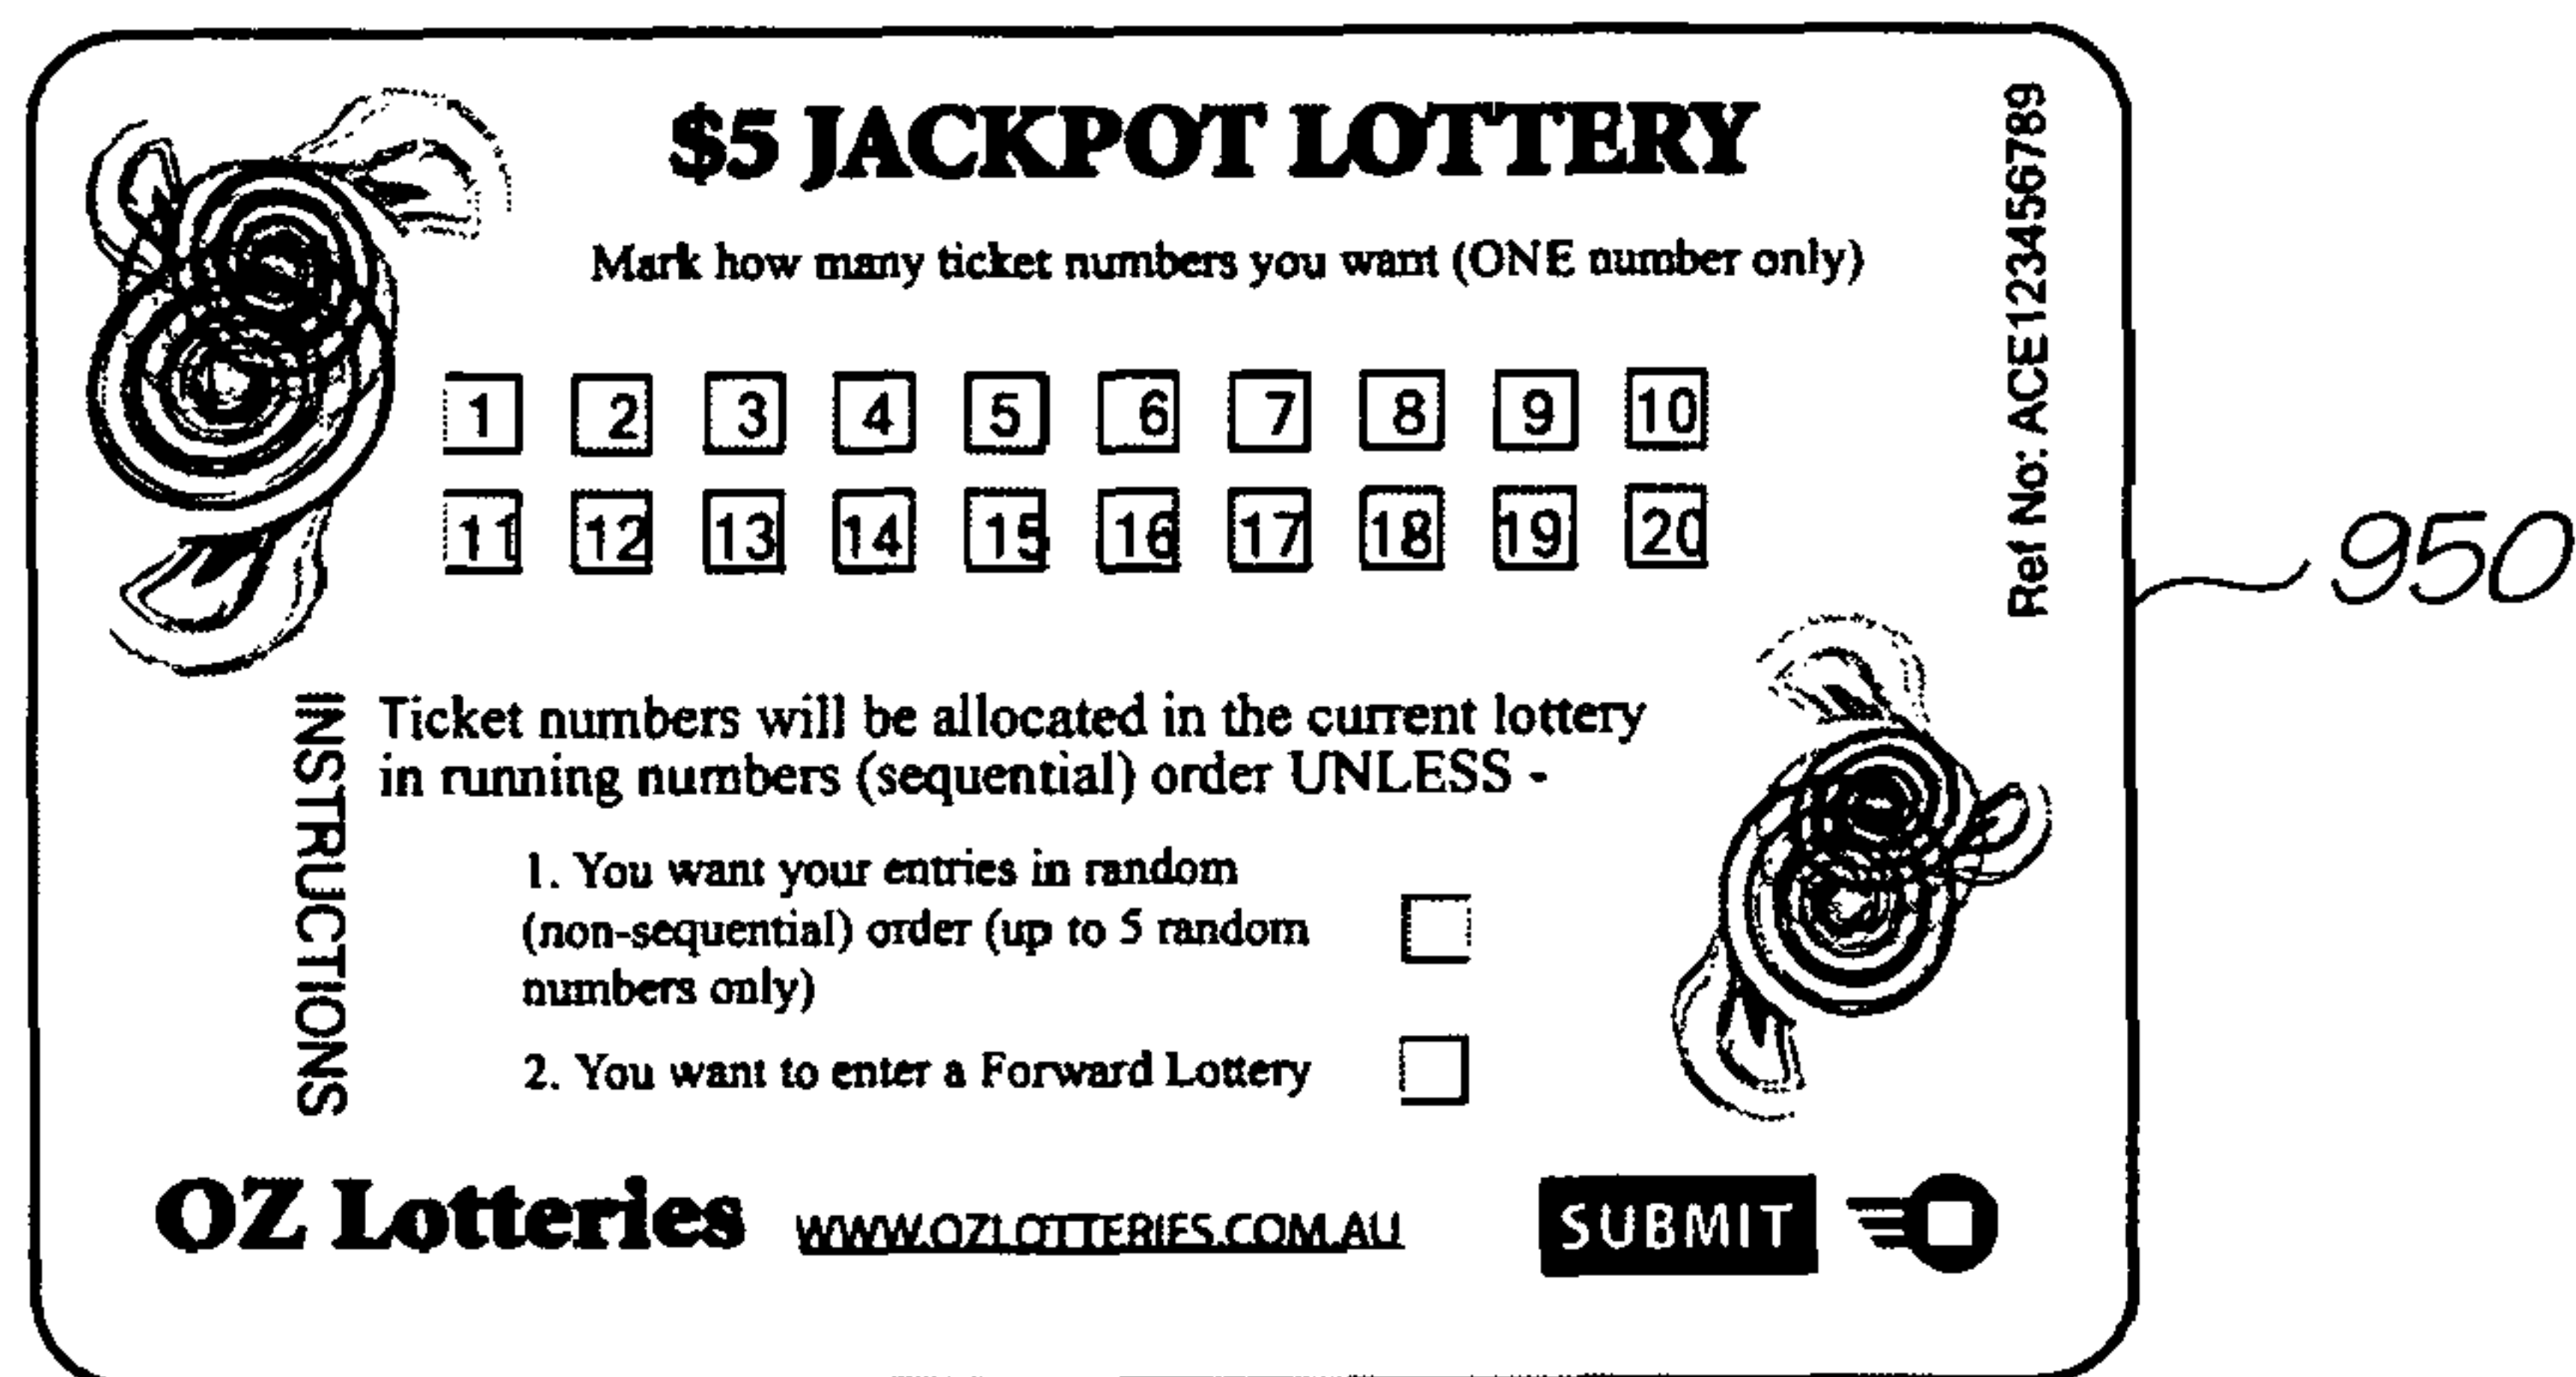 $5 JACKPOT LOTTERY
Mark how many ticket numbers you want (ONE number only)
1 2 3 4 5 6 7 8 9 10
11 12 13 14 15 16 17 18 19 20
Ref No: ACE123456789
950
INSTRUCTIONS
Ticket numbers will be allocated in the current lottery
in running numbers (sequential) order UNLESS -
1. You want your entries in random
(non-sequential) order (up to 5 random
numbers only)
2. You want to enter a Forward Lottery
OZ Lotteries WWW.OZLOTTERIES.COM.AU SUBMIT